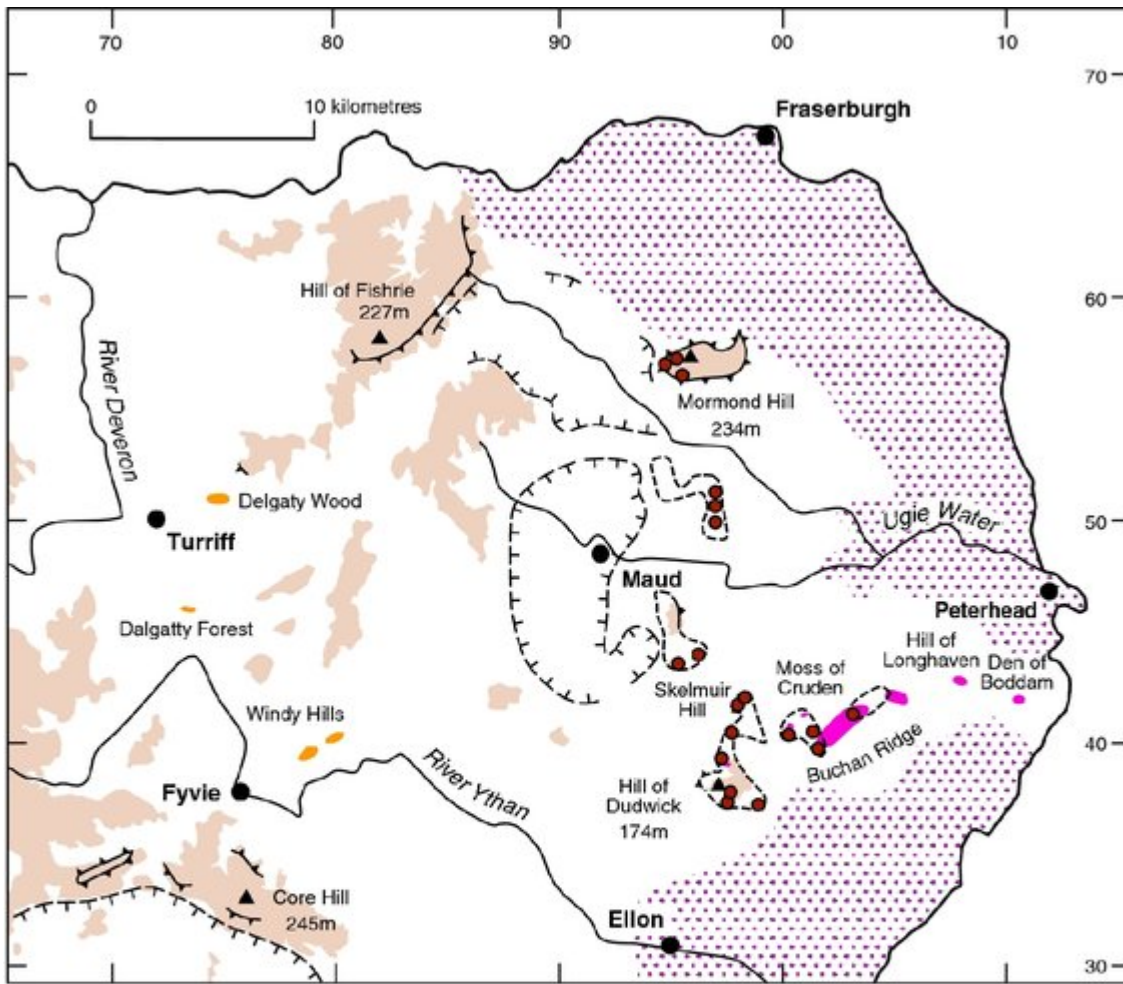 70 80 90 00 10
70
0 10 kilometres
Fraserburgh
60
Hill of Fishrie
227m
River Deveron
Mormond Hill
234m
Delgaty Wood
50
Turriff
Ugie Water
Maud
Peterhead
Dalgatty Forest
Hill of
Longhaven
Den of
Boddam
Moss of
Cruden
Skelmuir
Hill
Windy Hills
40
Buchan Ridge
Fyvie
River Ythan
Hill of
Dudwick
174m
Core Hill
245m
Ellon
30